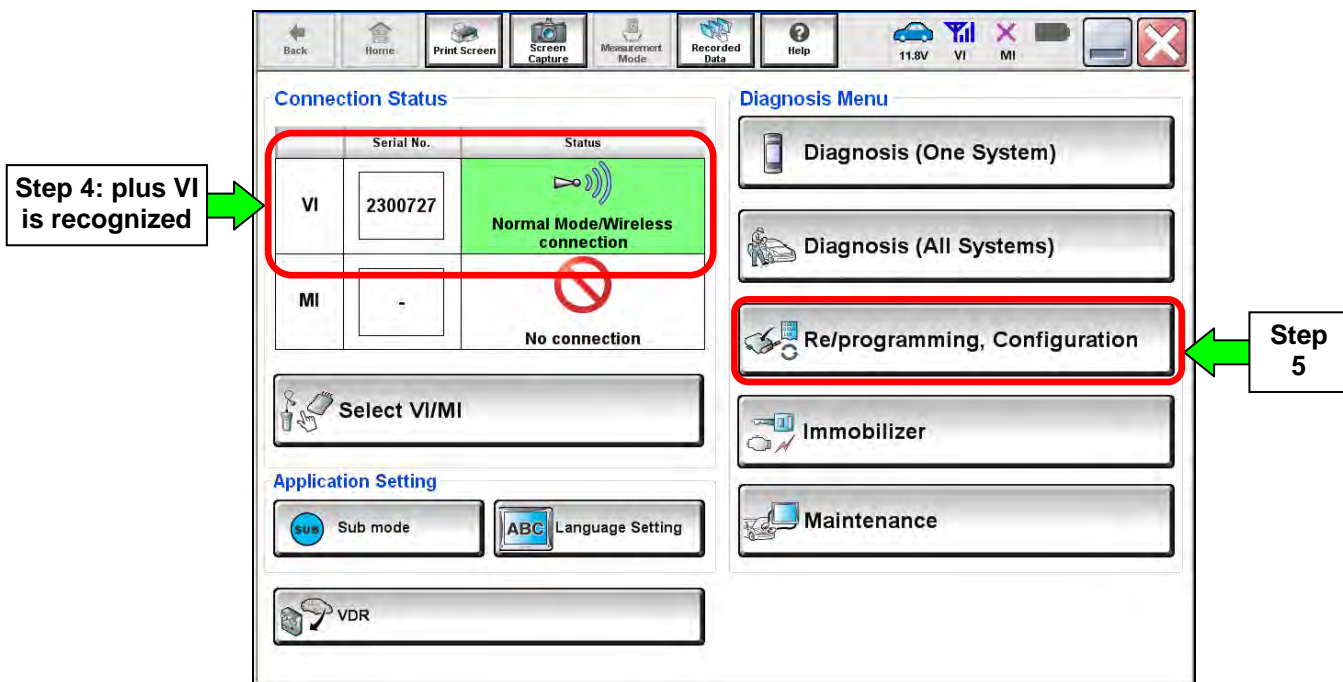 Back
Home
Print Screen
Screen
Capture
Measurement
Mode
Recorded
Data
Help
11.8V
VI
MI
Connection Status
Serial No.
Status
VI
2300727
Normal Mode/Wireless
connection
MI
-
No connection
Select VI/MI
Application Setting
SUB
Sub mode
ABC
Language Setting
VDR
Diagnosis Menu
Diagnosis (One System)
Diagnosis (All Systems)
Re/programming, Configuration
Immobilizer
Maintenance
Step 4: plus VI
is recognized
Step
5